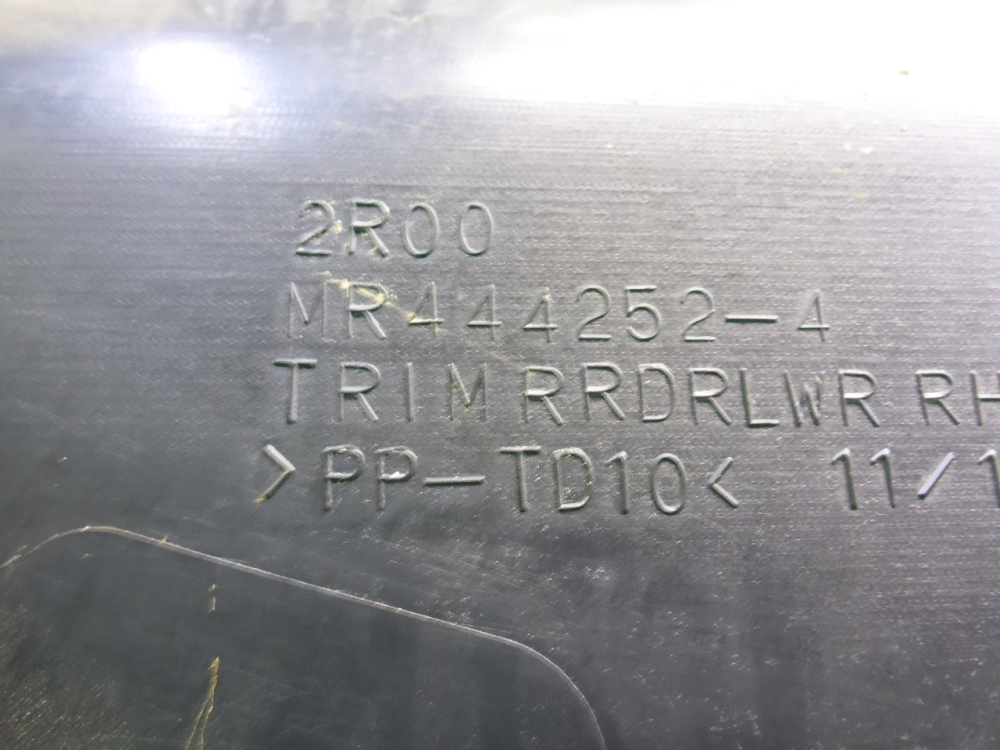 2R00
MR444252-4
TRIM RRDRLWR RH
>PP-TD10< 11/1